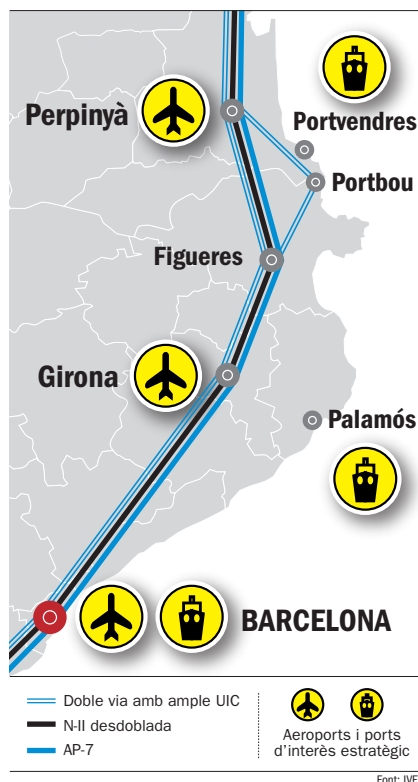 Perpinyà
Portvendres
Portbou
Figueres
Girona
Palamós
BARCELONA
Doble via amb ample UIC
N-II desdoblada
AP-7
Aeroports i ports
d'interès estratègic
Font: IVE